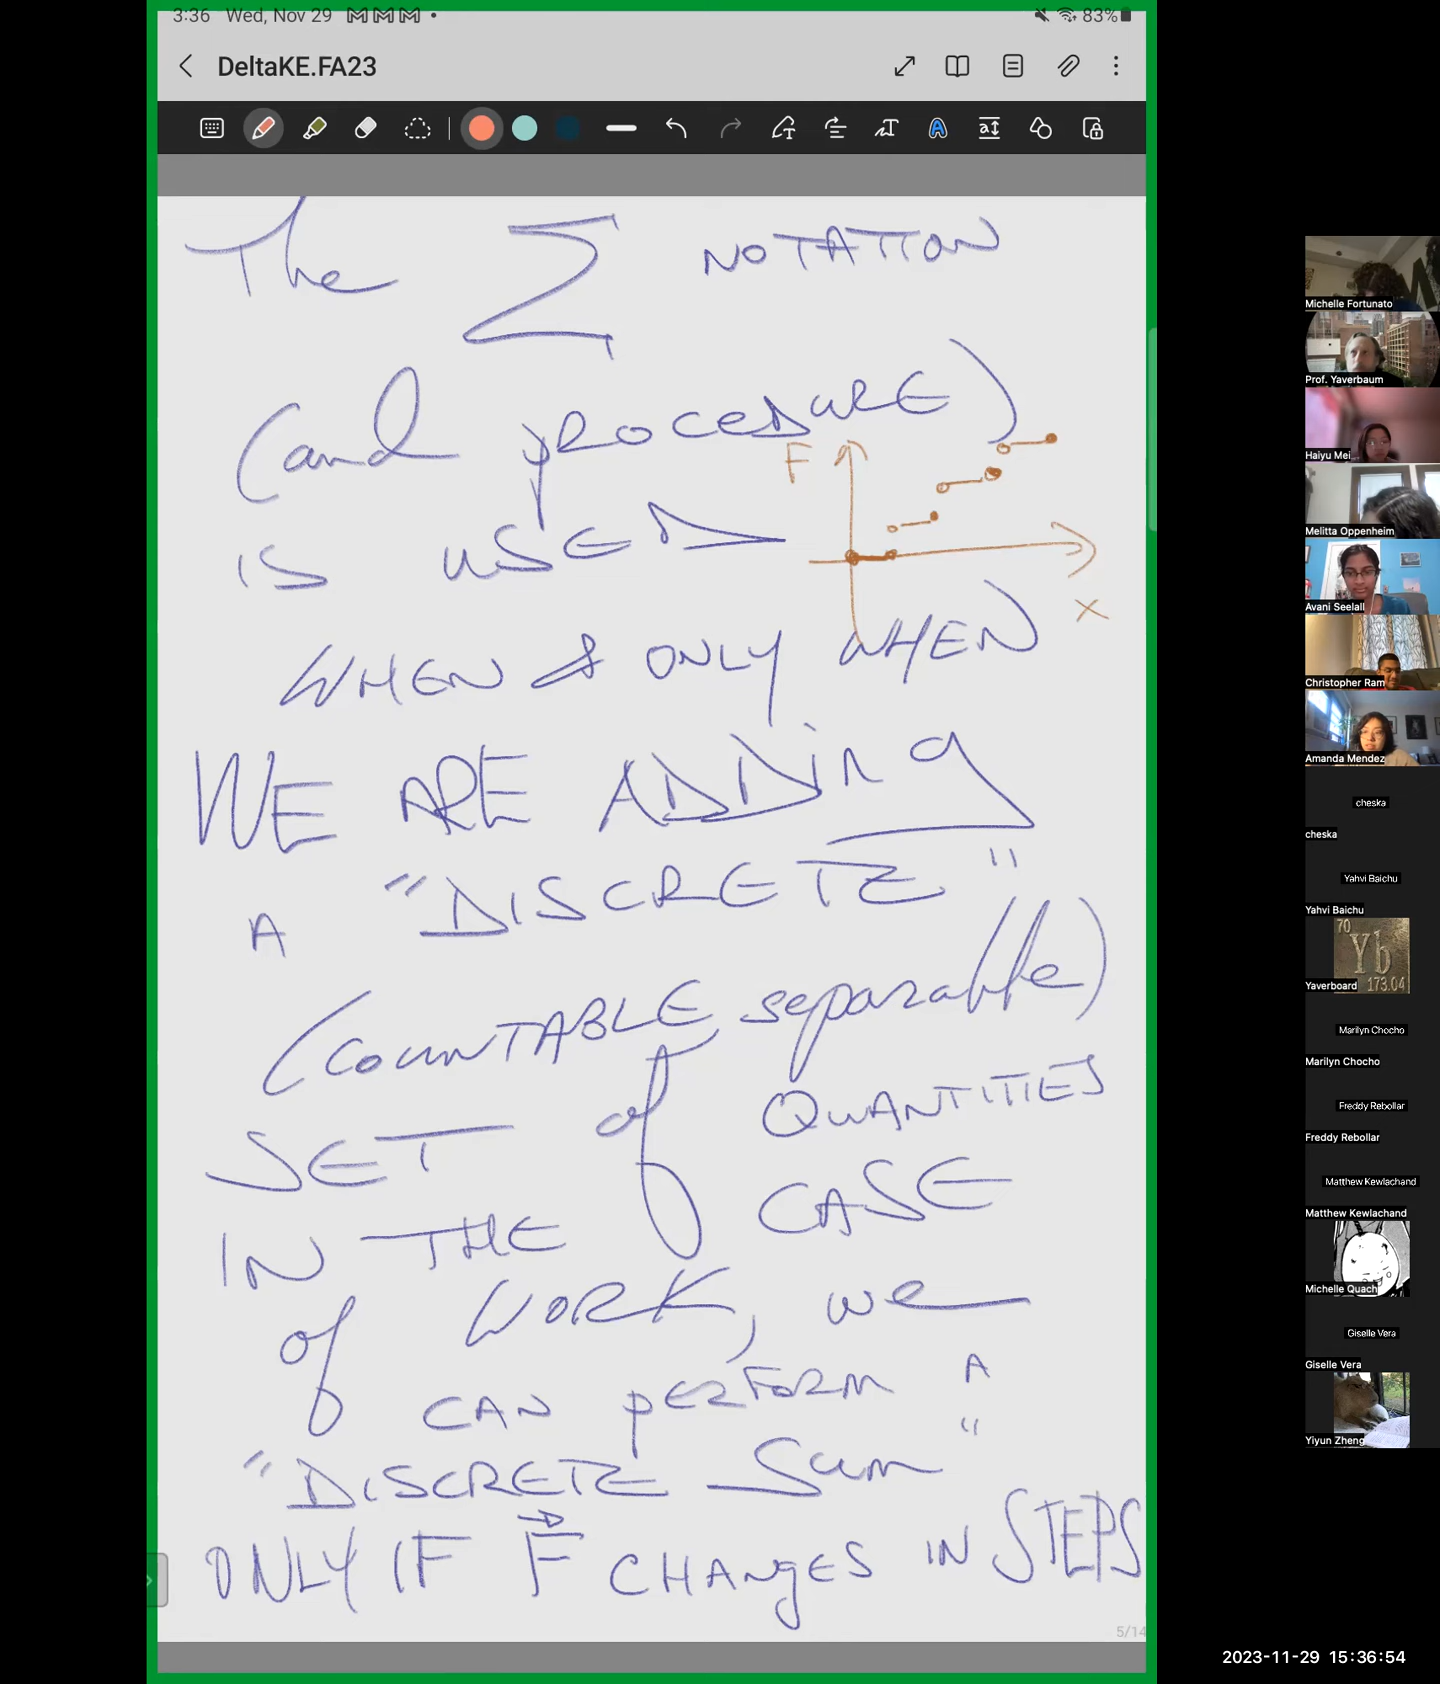 3:36 Wed, Nov 29
83%
DeltaKE.FA23
The Σ NOTATION
(and procedure)
F
IS USED
X
WHEN & ONLY WHEN
WE ARE ADDing
A "DISCRETE"
(COUNTABLE, separable)
SET of QUANTITIES
IN THE CASE
of WORK, we
CAN PERFORM A
"DISCRETE Sum"
ONLY IF F⃗ CHANGES IN STEPS
5/14
Michelle Fortunato
Prof. Yaverbaum
Haiyu Mei
Melitta Oppenheim
Avani Seelall
Christopher Ram
Amanda Mendez
cheska
cheska
Yahvi Baichu
Yahvi Baichu
70
Yb
Yaverboard 173.04
Marilyn Chocho
Marilyn Chocho
Freddy Rebollar
Freddy Rebollar
Matthew Kewlachand
Matthew Kewlachand
Michelle Quach
Giselle Vera
Giselle Vera
Yiyun Zheng
2023-11-29 15:36:54